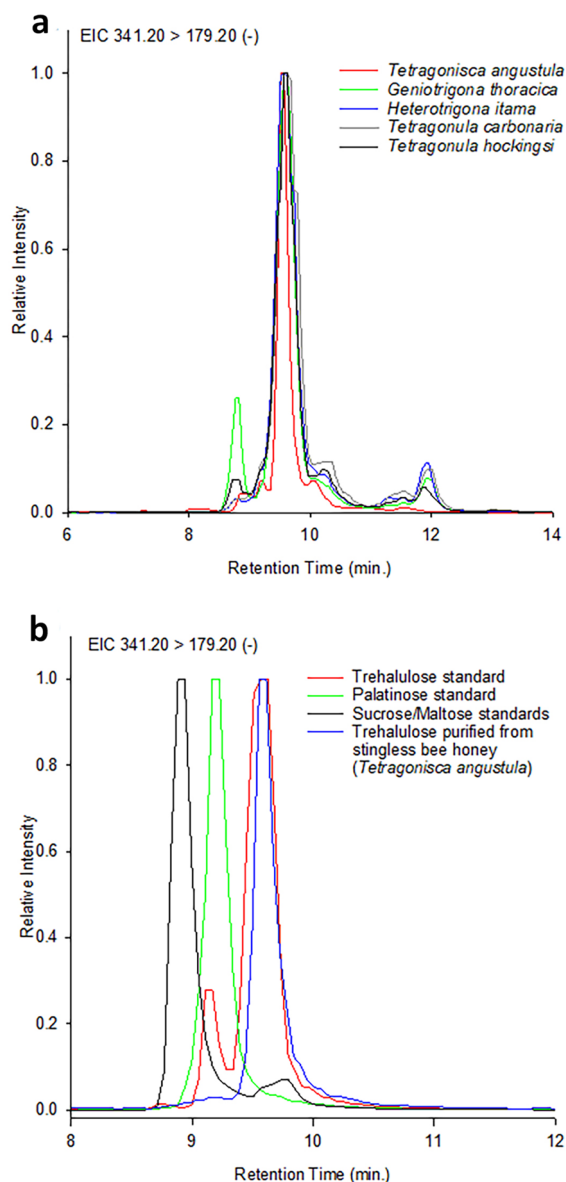 a
EIC 341.20 > 179.20 (-)
Tetragonisca angustula
Geniotrigona thoracica
Heterotrigona itama
Tetragonula carbonaria
Tetragonula hockingsi
1.0
0.8
0.6
0.4
0.2
0.0
Relative Intensity
6 8 10 12 14
Retention Time (min.)
b
EIC 341.20 > 179.20 (-)
Trehalulose standard
Palatinose standard
Sucrose/Maltose standards
Trehalulose purified from
stingless bee honey
(Tetragonisca angustula)
1.0
0.8
0.6
0.4
0.2
0.0
Relative Intensity
8 9 10 11 12
Retention Time (min.)